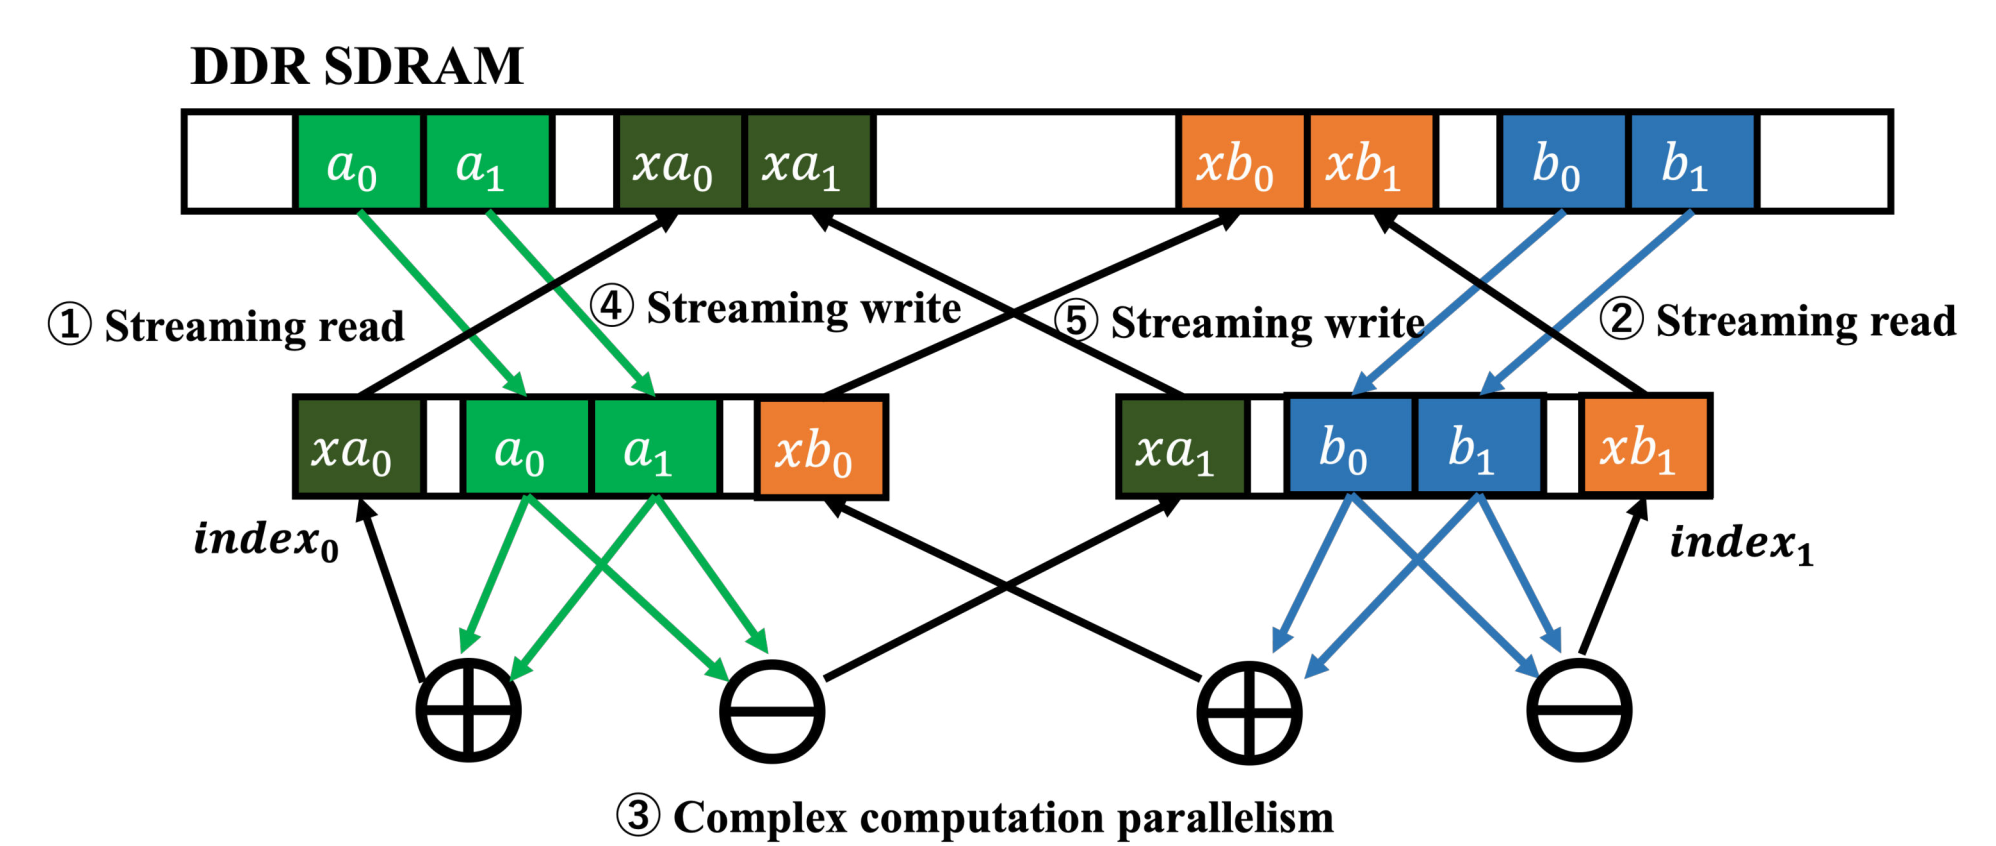 DDR SDRAM
a₀ a₁ xa₀ xa₁ xb₀ xb₁ b₀ b₁
① Streaming read
④ Streaming write
⑤ Streaming write
② Streaming read
xa₀ a₀ a₁ xb₀ xa₁ b₀ b₁ xb₁
index₀
index₁
③ Complex computation parallelism